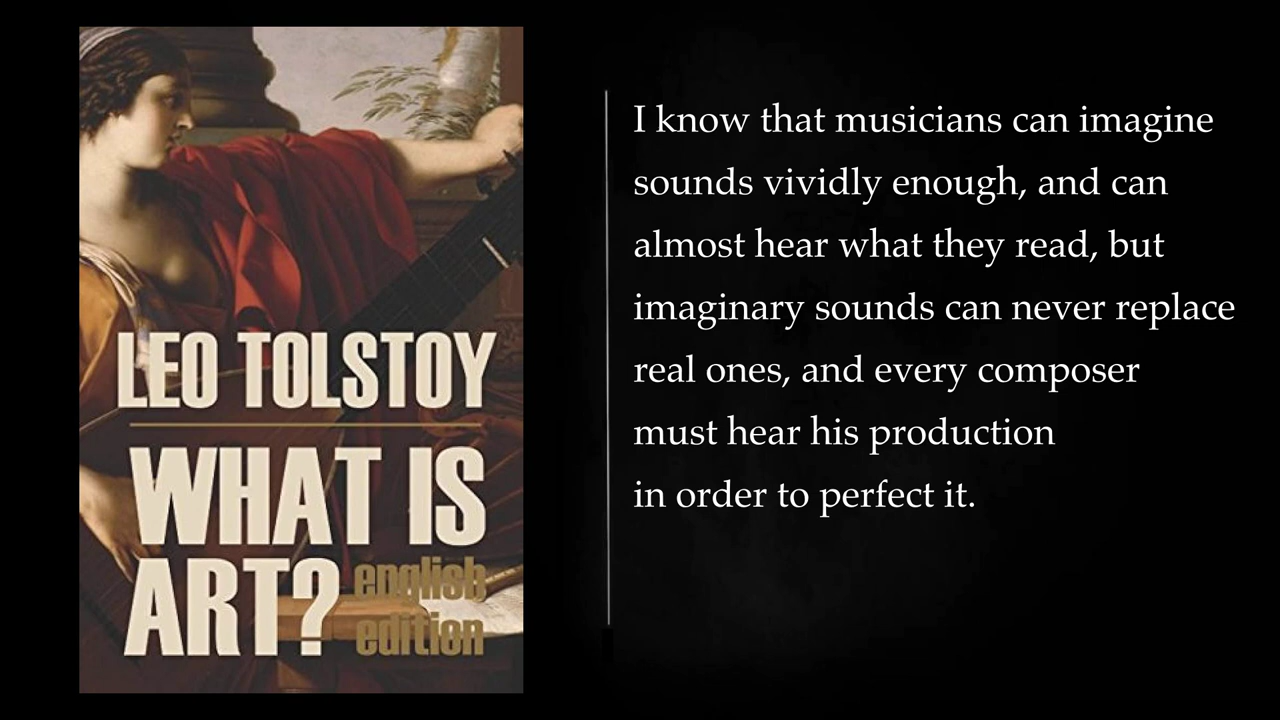 LEO TOLSTOY
WHAT IS
ART?
english
edition
I know that musicians can imagine
sounds vividly enough, and can
almost hear what they read, but
imaginary sounds can never replace
real ones, and every composer
must hear his production
in order to perfect it.